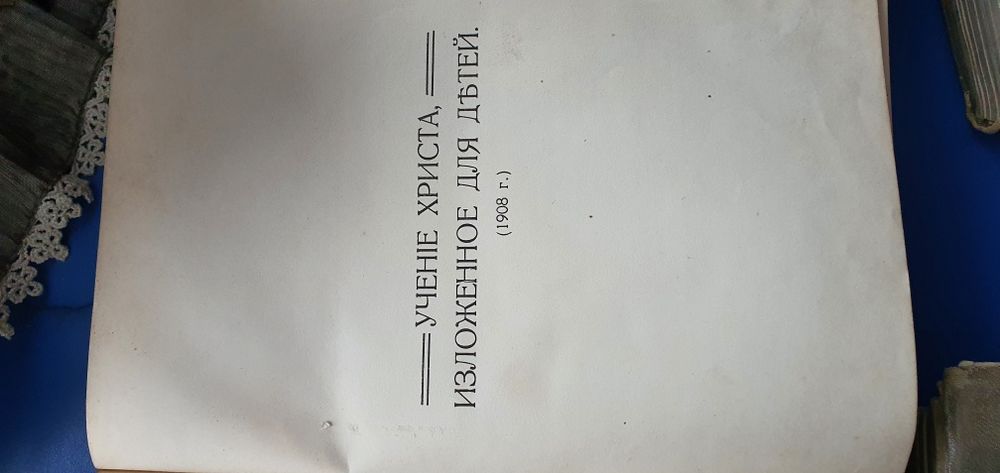 УЧЕНІЕ ХРИСТА,
ИЗЛОЖЕННОЕ ДЛЯ ДѢТЕЙ.
(1908 г.)